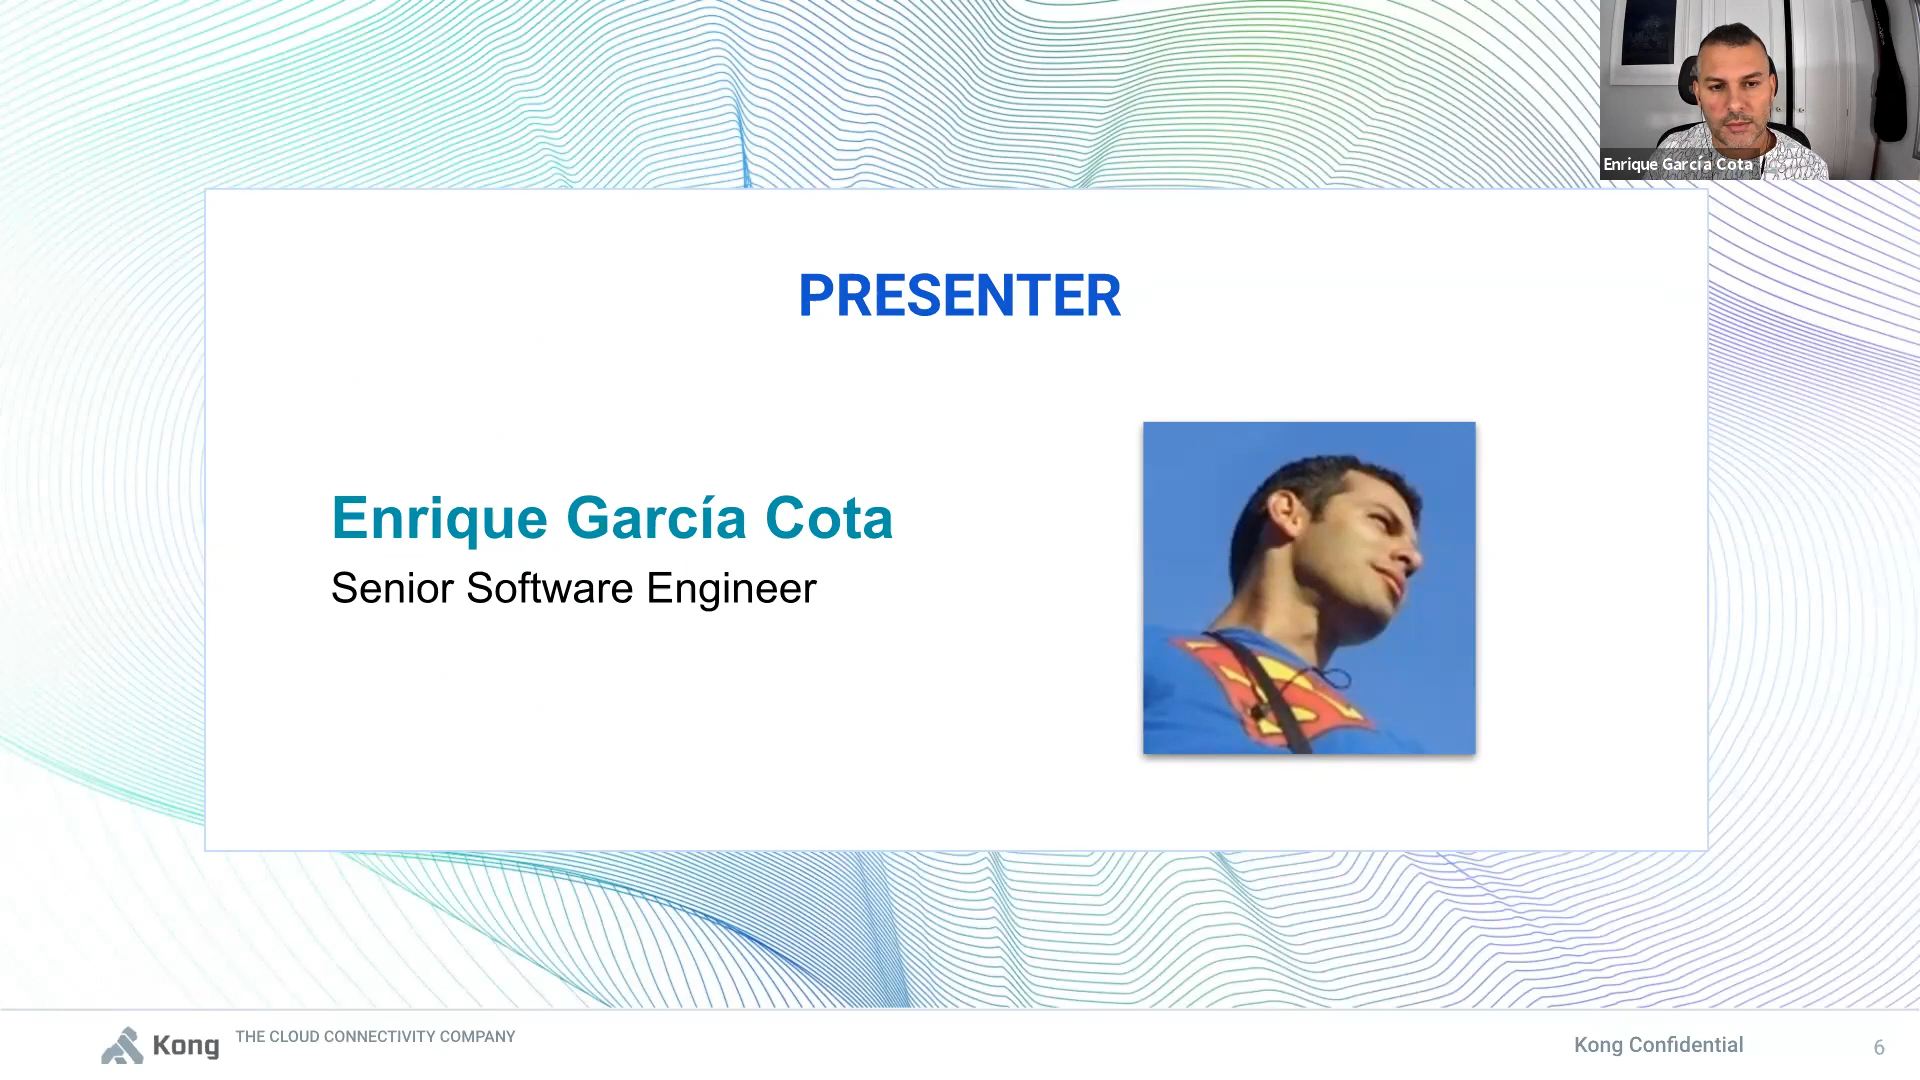 Enrique García Cota
PRESENTER
Enrique García Cota
Senior Software Engineer
Kong
THE CLOUD CONNECTIVITY COMPANY
Kong Confidential
6